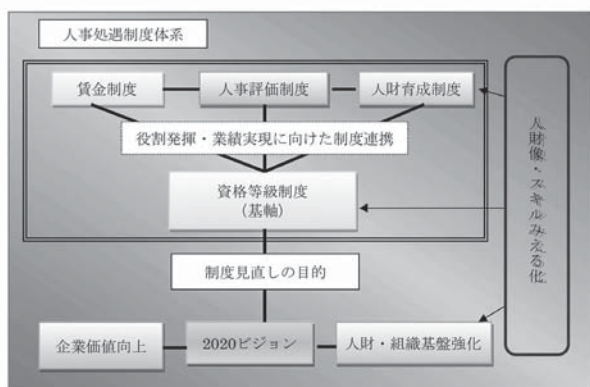 人事処遇制度体系
賃金制度
人事評価制度
人財育成制度
役割発揮・業績実現に向けた制度連携
資格等級制度
(基軸)
制度見直しの目的
企業価値向上
2020ビジョン
人財・組織基盤強化
人財像・スキルみえる化